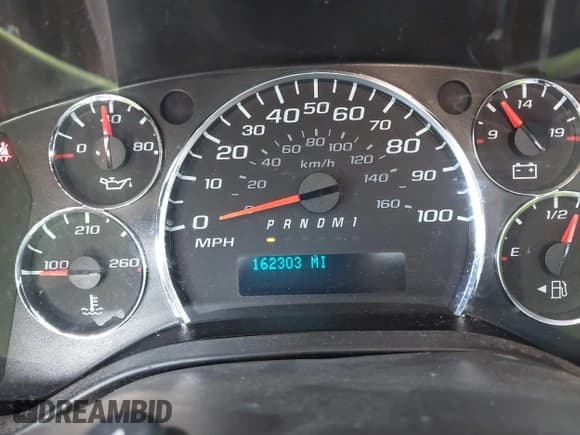 0 40 80
100 210 260
0 10 20 30 40 50 60 70 80 90 100
20 40 60 80 100 120 140 160
km/h
MPH
P R N D M 1
162303 MI
9 14 19
E 1/2
DREAMBID